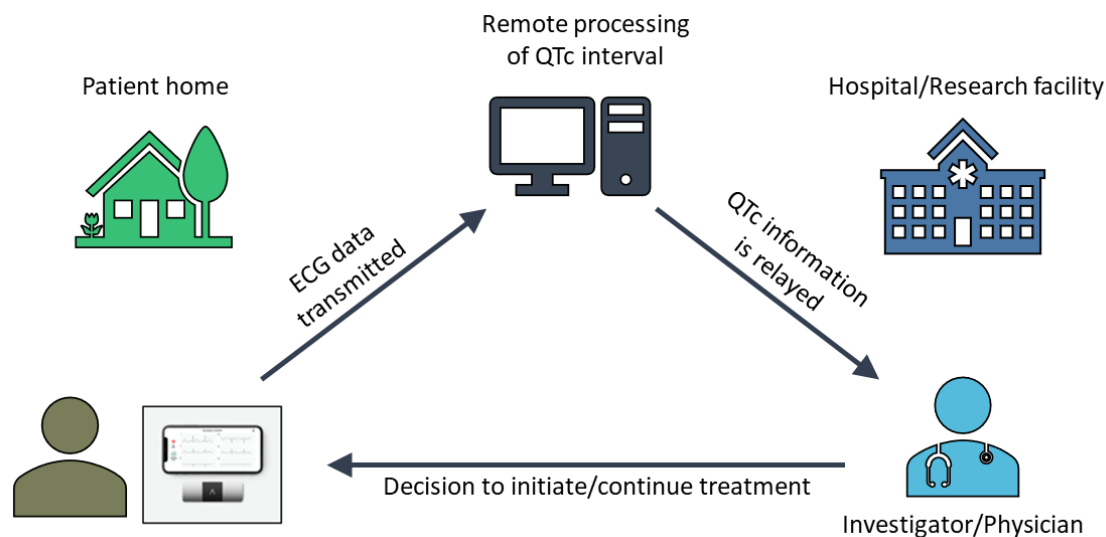 Remote processing
of QTc interval
Patient home
Hospital/Research facility
ECG data
transmitted
QTc information
is relayed
Decision to initiate/continue treatment
Investigator/Physician